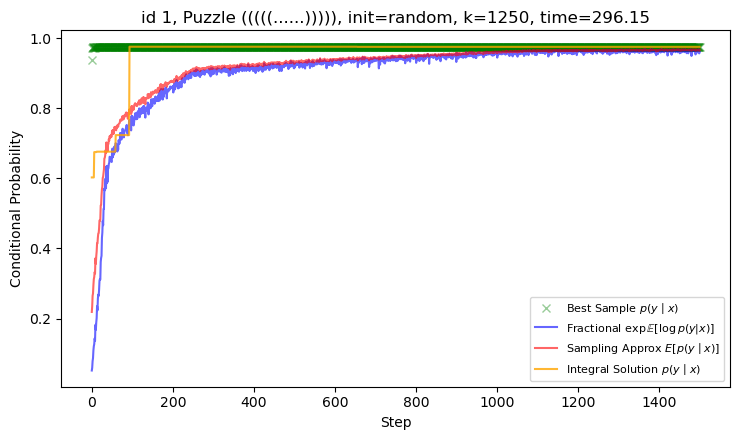 id 1, Puzzle (((((......))))), init=random, k=1250, time=296.15
Conditional Probability
1.0
0.8
0.6
0.4
0.2
Best Sample p(y | x)
Fractional exp𝔼[log p(y|x)]
Sampling Approx E[p(y | x)]
Integral Solution p(y | x)
0 200 400 600 800 1000 1200 1400
Step